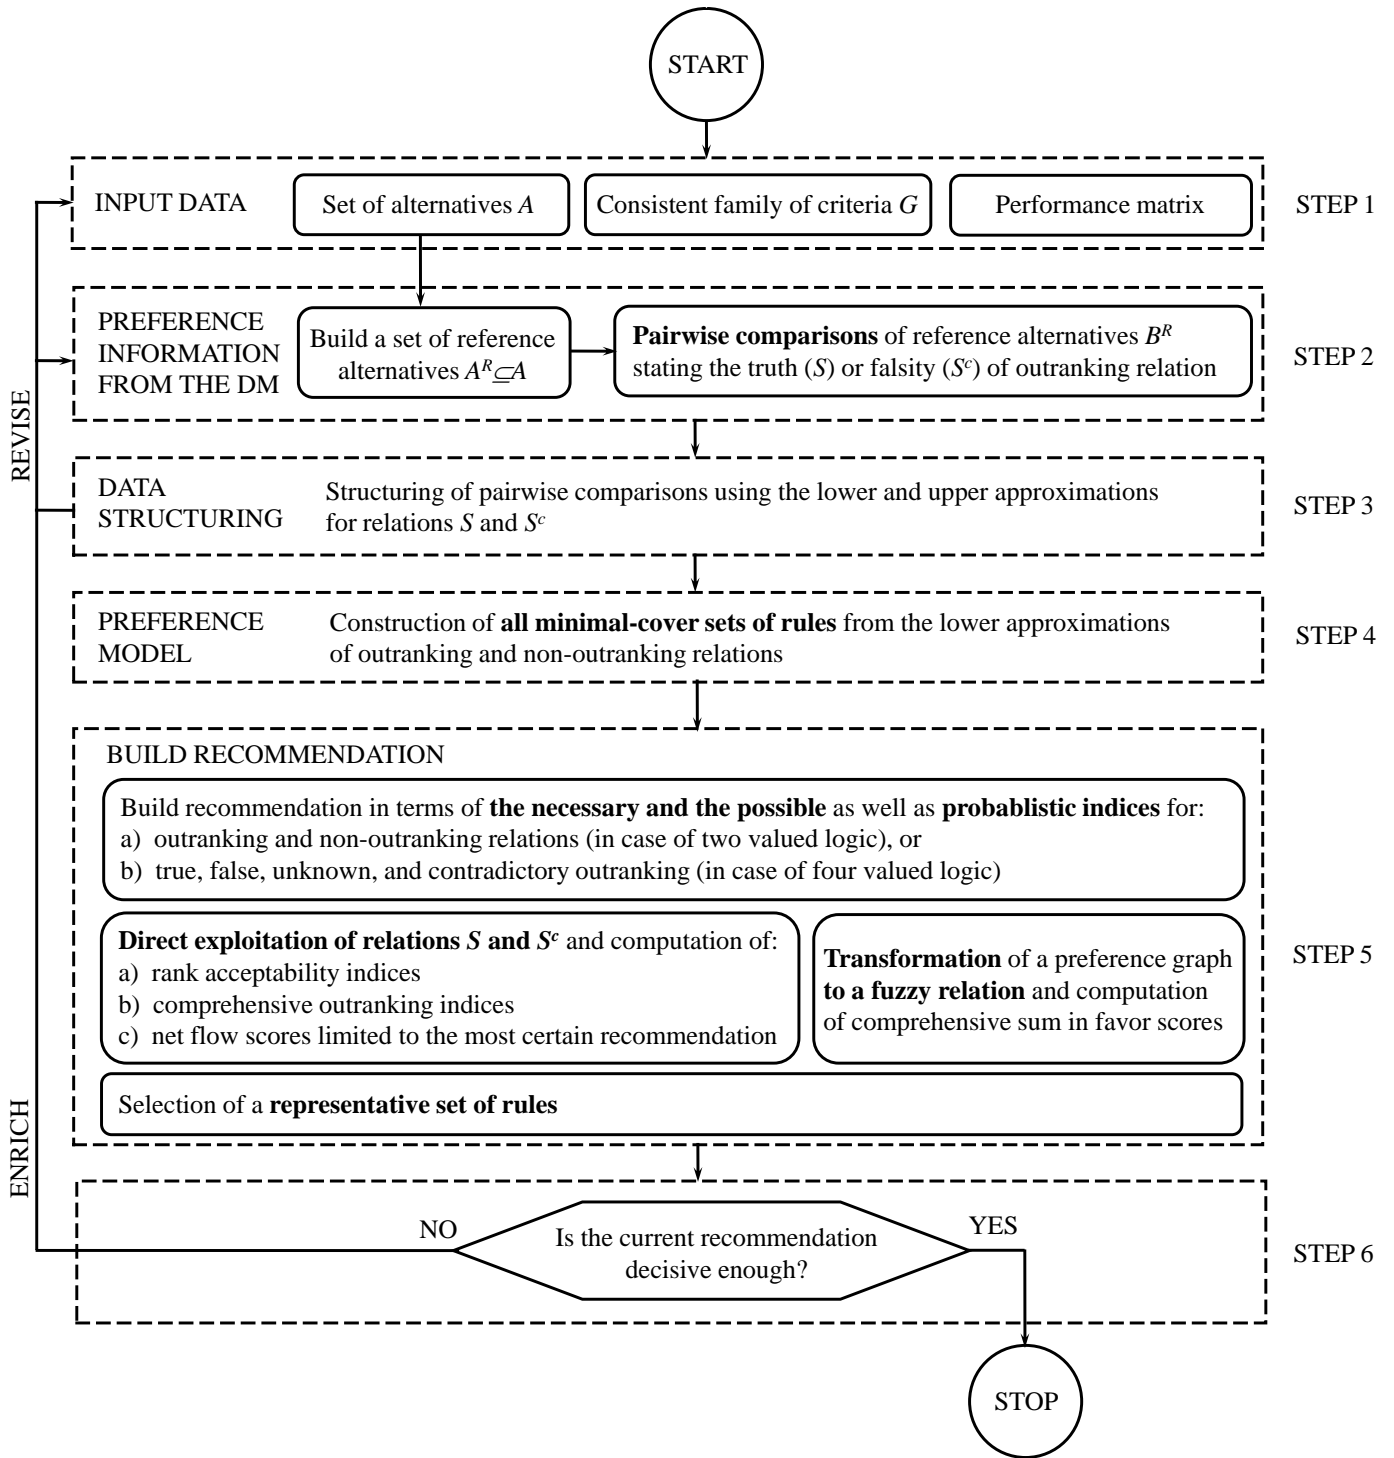 START
INPUT DATA
Set of alternatives A
Consistent family of criteria G
Performance matrix
STEP 1
PREFERENCE
INFORMATION
FROM THE DM
Build a set of reference
alternatives A^R⊆A
Pairwise comparisons of reference alternatives B^R
stating the truth (S) or falsity (S^c) of outranking relation
STEP 2
REVISE
DATA
STRUCTURING
Structuring of pairwise comparisons using the lower and upper approximations
for relations S and S^c
STEP 3
PREFERENCE
MODEL
Construction of all minimal-cover sets of rules from the lower approximations
of outranking and non-outranking relations
STEP 4
BUILD RECOMMENDATION
Build recommendation in terms of the necessary and the possible as well as probablistic indices for:
a) outranking and non-outranking relations (in case of two valued logic), or
b) true, false, unknown, and contradictory outranking (in case of four valued logic)
Direct exploitation of relations S and S^c and computation of:
a) rank acceptability indices
b) comprehensive outranking indices
c) net flow scores limited to the most certain recommendation
Transformation of a preference graph
to a fuzzy relation and computation
of comprehensive sum in favor scores
STEP 5
Selection of a representative set of rules
ENRICH
NO
Is the current recommendation
decisive enough?
YES
STEP 6
STOP